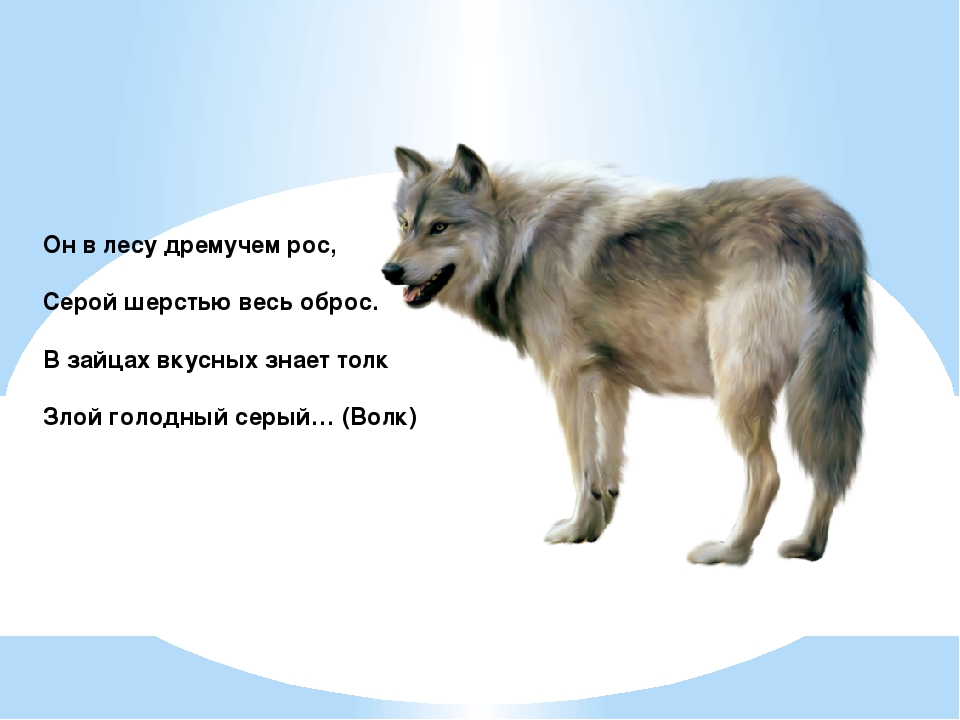 Он в лесу дремучем рос,
Серой шерстью весь оброс.
В зайцах вкусных знает толк
Злой голодный серый… (Волк)